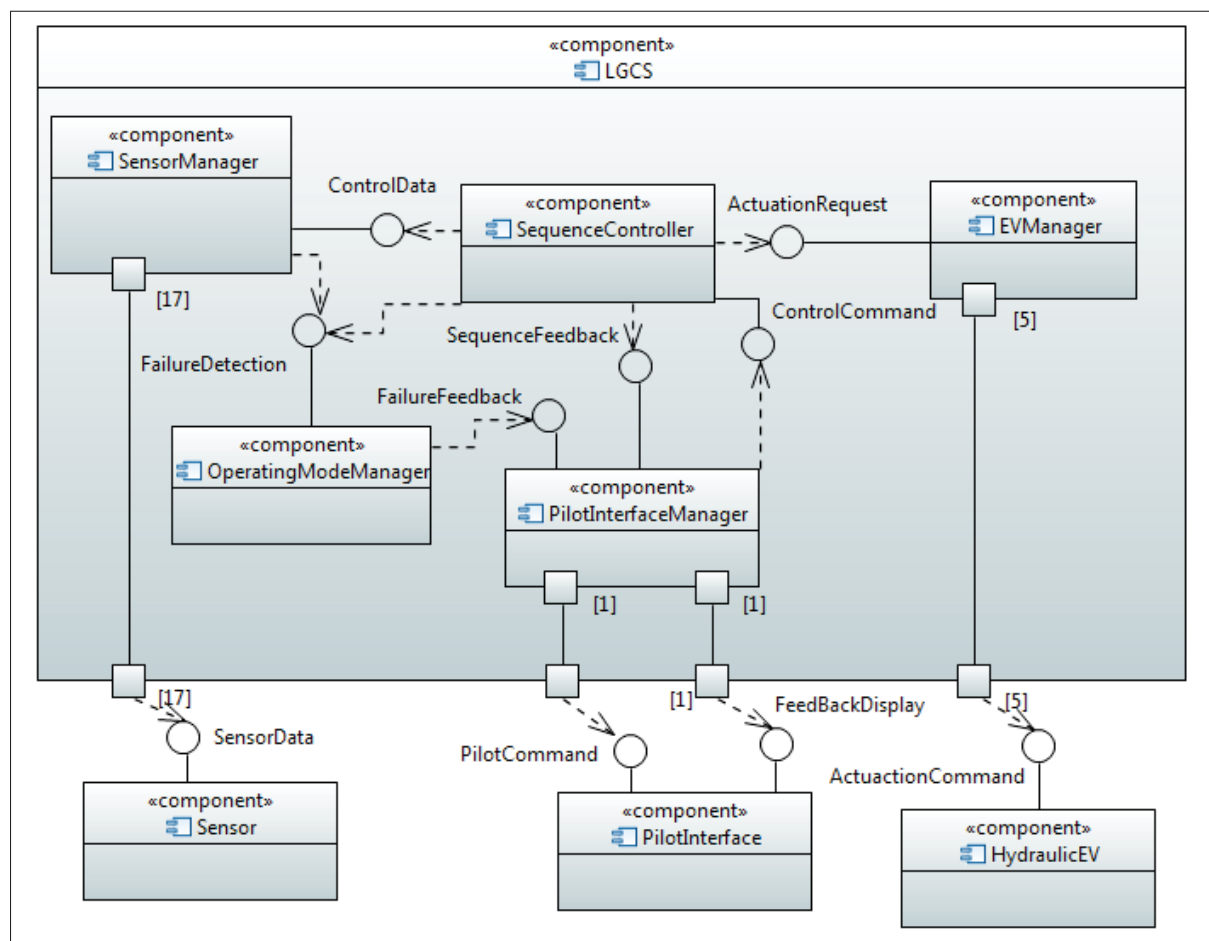 «component»
LGCS
«component»
SensorManager
ControlData
«component»
SequenceController
ActuationRequest
«component»
EVManager
[17]
[5]
ControlCommand
SequenceFeedback
FailureDetection
FailureFeedback
«component»
OperatingModeManager
«component»
PilotInterfaceManager
[1]
[1]
[17]
[1]
[5]
SensorData
PilotCommand
FeedBackDisplay
ActuactionCommand
«component»
Sensor
«component»
PilotInterface
«component»
HydraulicEV